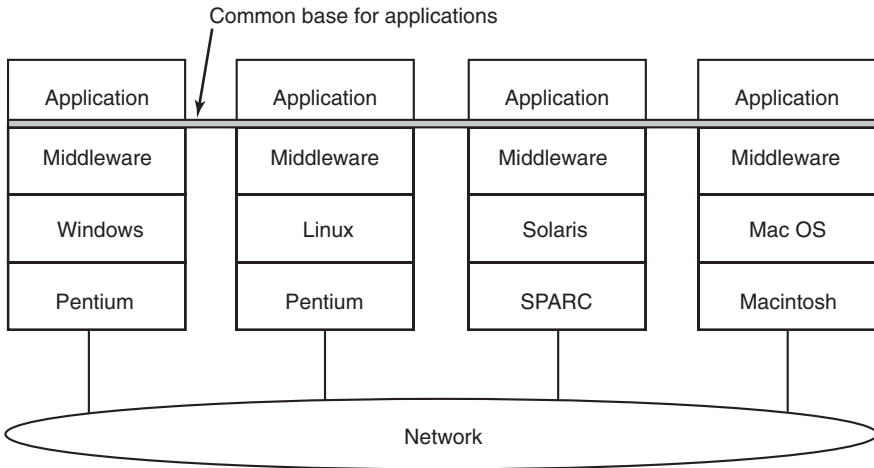 Common base for applications
Application Application Application Application
Middleware Middleware Middleware Middleware
Windows Linux Solaris Mac OS
Pentium Pentium SPARC Macintosh
Network